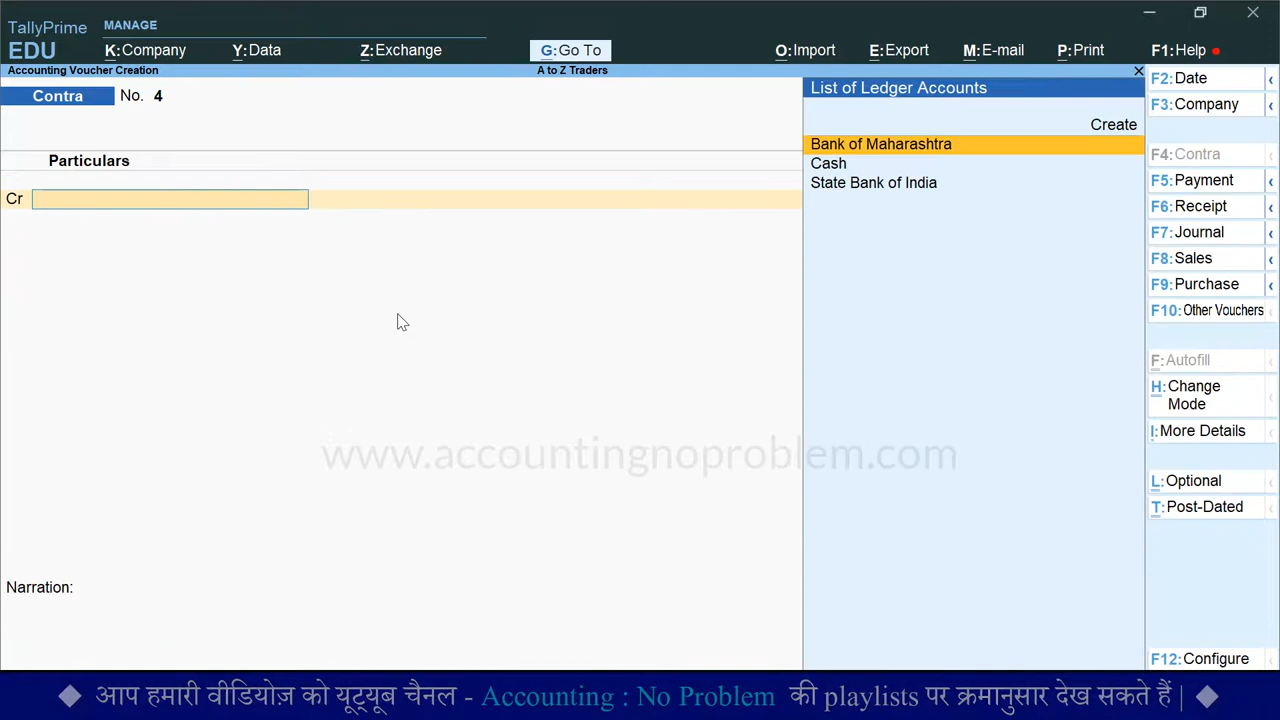 TallyPrime
EDU
MANAGE
K:Company Y:Data Z:Exchange G:Go To O:Import E:Export M:E-mail P:Print F1:Help
Accounting Voucher Creation A to Z Traders
Contra No. 4
Particulars
Cr
Narration:
List of Ledger Accounts
Create
Bank of Maharashtra
Cash
State Bank of India
F2:Date
F3:Company
F4:Contra
F5:Payment
F6:Receipt
F7:Journal
F8:Sales
F9:Purchase
F10:Other Vouchers
F:Autofill
H:Change
Mode
I:More Details
L:Optional
T:Post-Dated
F12:Configure
www.accountingnoproblem.com
आप हमारी वीडियोज़ को यूट्यूब चैनल - Accounting : No Problem की playlists पर क्रमानुसार देख सकते हैं |